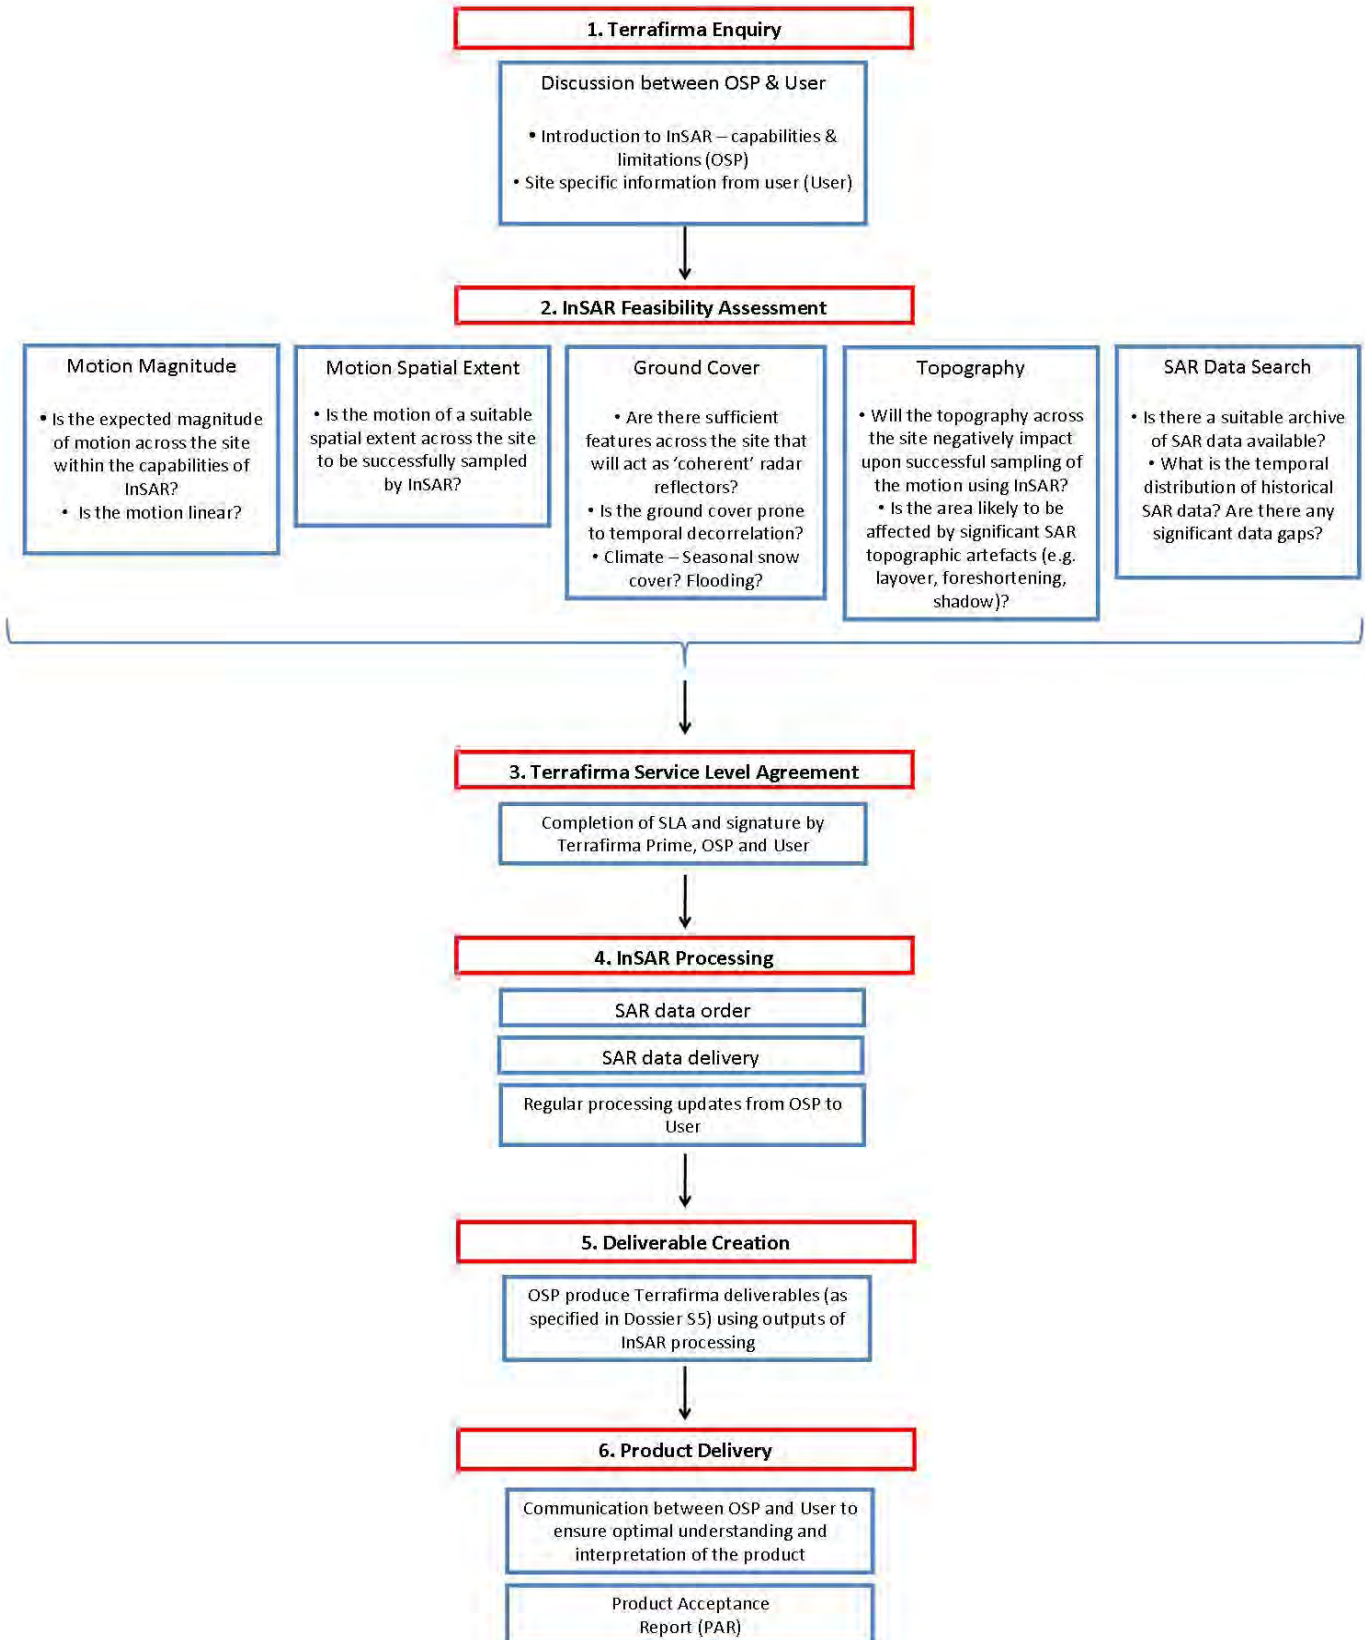 1. Terrafirma Enquiry
Discussion between OSP & User
• Introduction to InSAR – capabilities &
limitations (OSP)
• Site specific information from user (User)
2. InSAR Feasibility Assessment
Motion Magnitude
• Is the expected magnitude
of motion across the site
within the capabilities of
InSAR?
• Is the motion linear?
Motion Spatial Extent
• Is the motion of a suitable
spatial extent across the site
to be successfully sampled
by InSAR?
Ground Cover
• Are there sufficient
features across the site that
will act as ‘coherent’ radar
reflectors?
• Is the ground cover prone
to temporal decorrelation?
• Climate – Seasonal snow
cover? Flooding?
Topography
• Will the topography across
the site negatively impact
upon successful sampling of
the motion using InSAR?
• Is the area likely to be
affected by significant SAR
topographic artefacts (e.g.
layover, foreshortening,
shadow)?
SAR Data Search
• Is there a suitable archive
of SAR data available?
• What is the temporal
distribution of historical
SAR data? Are there any
significant data gaps?
3. Terrafirma Service Level Agreement
Completion of SLA and signature by
Terrafirma Prime, OSP and User
4. InSAR Processing
SAR data order
SAR data delivery
Regular processing updates from OSP to
User
5. Deliverable Creation
OSP produce Terrafirma deliverables (as
specified in Dossier S5) using outputs of
InSAR processing
6. Product Delivery
Communication between OSP and User to
ensure optimal understanding and
interpretation of the product
Product Acceptance
Report (PAR)